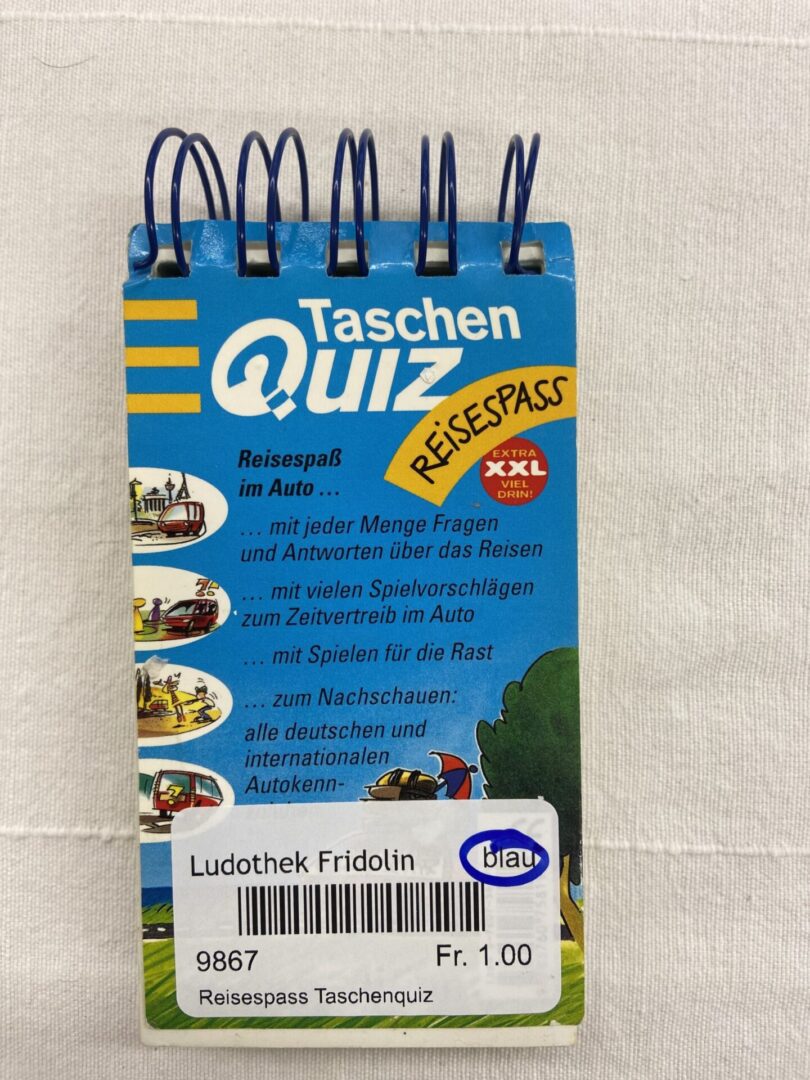 Taschen
Quiz
REiSESPASS
EXTRA
XXL
VIEL
DRIN!
Reisespaß
im Auto ...
... mit jeder Menge Fragen
und Antworten über das Reisen
... mit vielen Spielvorschlägen
zum Zeitvertreib im Auto
... mit Spielen für die Rast
... zum Nachschauen:
alle deutschen und
internationalen
Autokenn-
Ludothek Fridolin
blau
9867
Fr. 1.00
Reisespass Taschenquiz